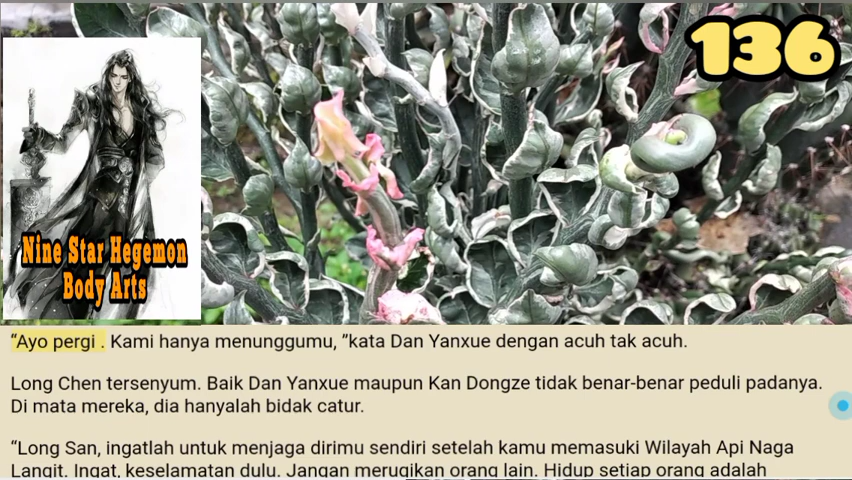 136
Nine Star Hegemon
Body Arts
“Ayo pergi . Kami hanya menunggumu, ”kata Dan Yanxue dengan acuh tak acuh.
Long Chen tersenyum. Baik Dan Yanxue maupun Kan Dongze tidak benar-benar peduli padanya.
Di mata mereka, dia hanyalah bidak catur.
“Long San, ingatlah untuk menjaga dirimu sendiri setelah kamu memasuki Wilayah Api Naga
Langit. Ingat, keselamatan dulu. Jangan merugikan orang lain. Hidup setiap orang adalah